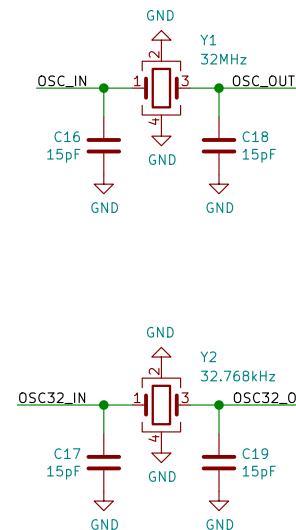 GND
Y1
32MHz
2
OSC_IN
1
3
OSC_OUT
4
C16
15pF
GND
C18
15pF
GND
GND
GND
Y2
32.768kHz
2
OSC32_IN
1
3
OSC32_O
4
C17
15pF
GND
C19
15pF
GND
GND